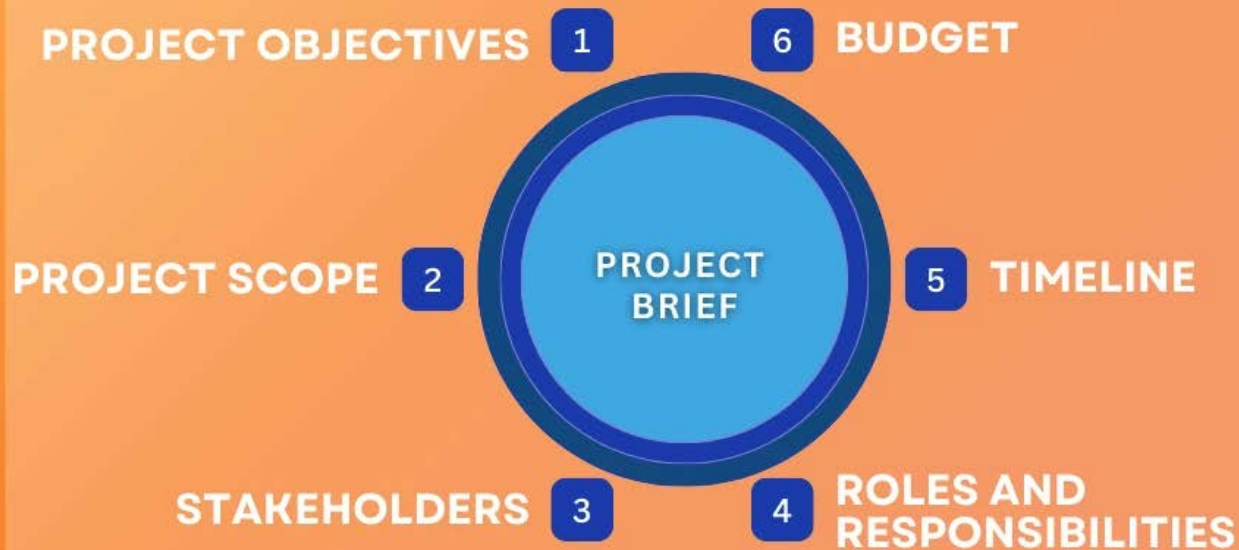 PROJECT OBJECTIVES 1
6 BUDGET
PROJECT SCOPE 2
PROJECT
BRIEF
5 TIMELINE
STAKEHOLDERS 3
4 ROLES AND
RESPONSIBILITIES